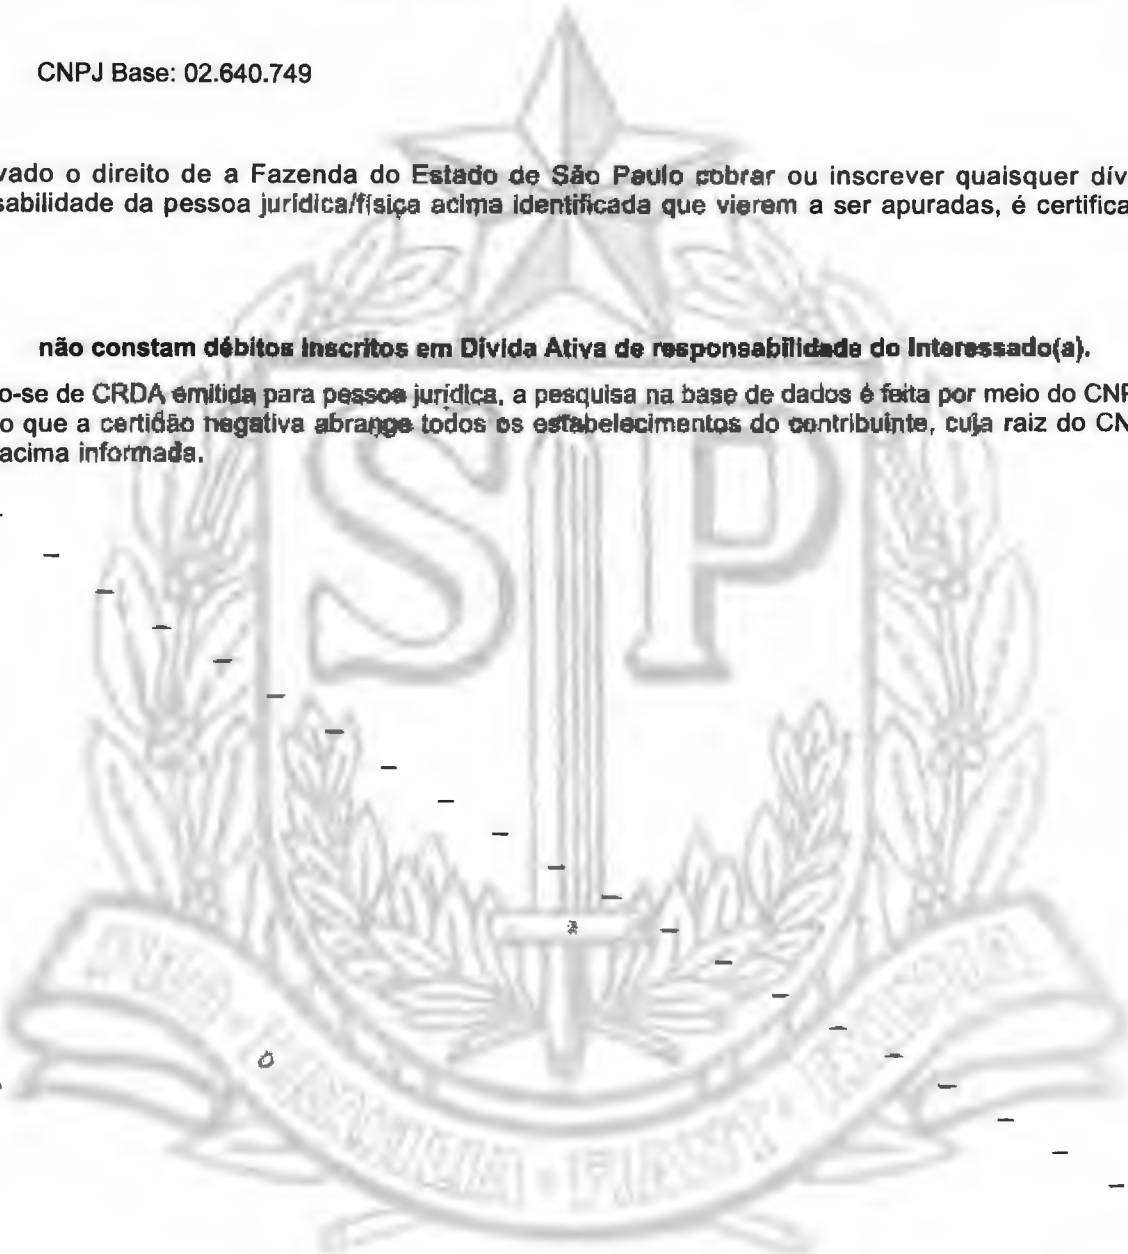 CNPJ Base: 02.640.749
vado o direito de a Fazenda do Estado de São Paulo cobrar ou inscrever quaisquer dív
sabilidade da pessoa jurídica/física acima identificada que vierem a ser apuradas, é certifica
não constam débitos inscritos em Dívida Ativa de responsabilidade do Interessado(a).
o-se de CRDA emitida para pessoa jurídica, a pesquisa na base de dados é feita por meio do CNP
o que a certidão negativa abrange todos os estabelecimentos do contribuinte, cuja raiz do CN
acima informada.
SP